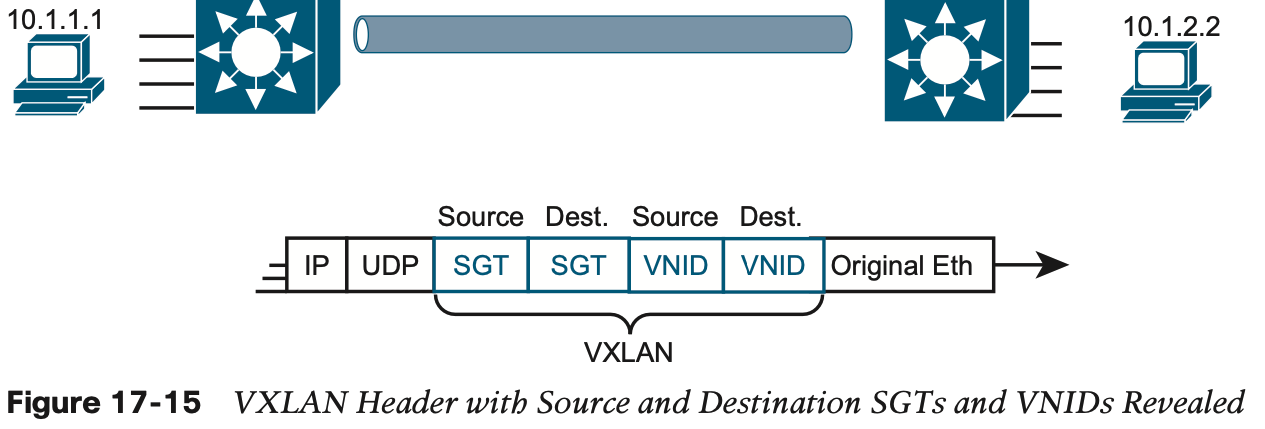 10.1.1.1
10.1.2.2
Source Dest. Source Dest.
IP UDP SGT SGT VNID VNID Original Eth
VXLAN
Figure 17-15 VXLAN Header with Source and Destination SGTs and VNIDs Revealed